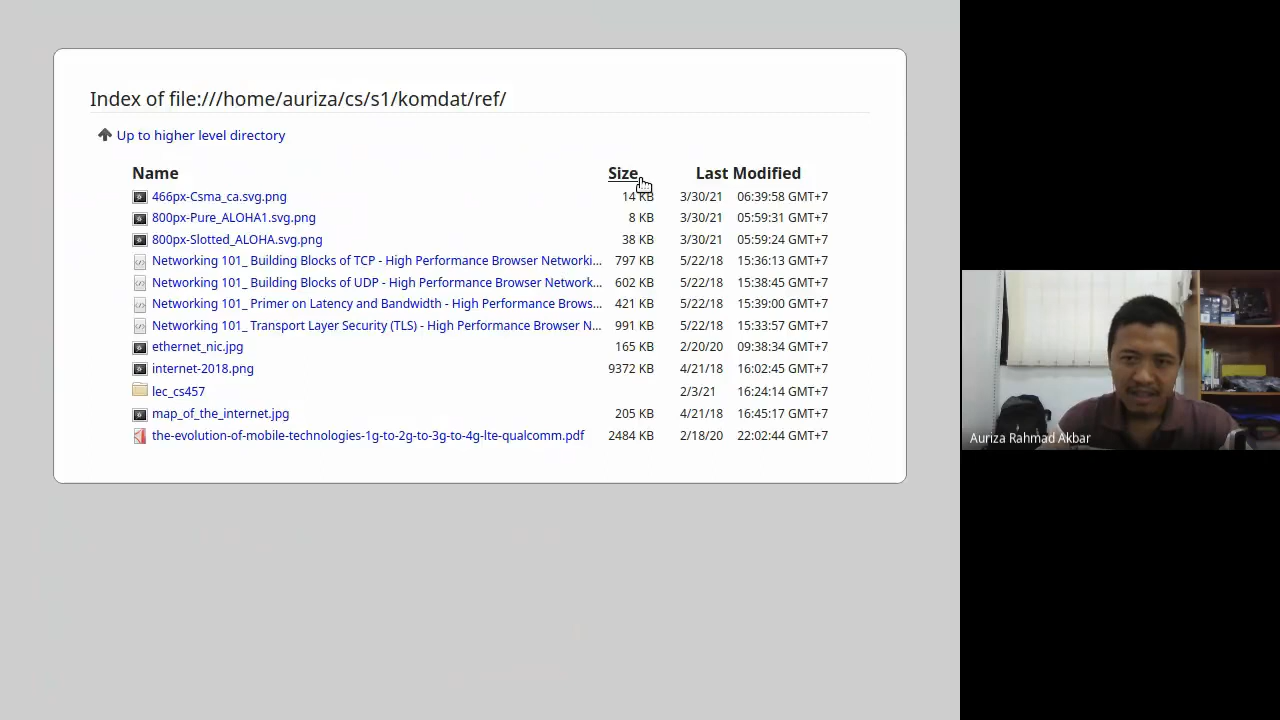 Index of file:///home/auriza/cs/s1/komdat/ref/
Up to higher level directory
Name Size Last Modified
466px-Csma_ca.svg.png 14 KB 3/30/21 06:39:58 GMT+7
800px-Pure_ALOHA1.svg.png 8 KB 3/30/21 05:59:31 GMT+7
800px-Slotted_ALOHA.svg.png 38 KB 3/30/21 05:59:24 GMT+7
Networking 101_ Building Blocks of TCP - High Performance Browser Networki... 797 KB 5/22/18 15:36:13 GMT+7
Networking 101_ Building Blocks of UDP - High Performance Browser Network... 602 KB 5/22/18 15:38:45 GMT+7
Networking 101_ Primer on Latency and Bandwidth - High Performance Brows... 421 KB 5/22/18 15:39:00 GMT+7
Networking 101_ Transport Layer Security (TLS) - High Performance Browser N... 991 KB 5/22/18 15:33:57 GMT+7
ethernet_nic.jpg 165 KB 2/20/20 09:38:34 GMT+7
internet-2018.png 9372 KB 4/21/18 16:02:45 GMT+7
lec_cs457 2/3/21 16:24:14 GMT+7
map_of_the_internet.jpg 205 KB 4/21/18 16:45:17 GMT+7
the-evolution-of-mobile-technologies-1g-to-2g-to-3g-to-4g-lte-qualcomm.pdf 2484 KB 2/18/20 22:02:44 GMT+7
Auriza Rahmad Akbar